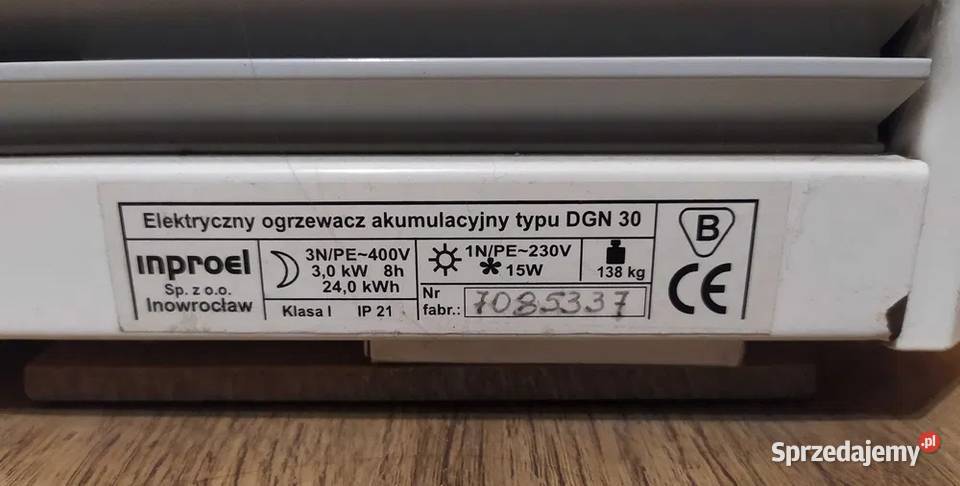 Elektryczny ogrzewacz akumulacyjny typu DGN 30
inproel
Sp. z o.o.
Inowrocław
3N/PE~400V
3,0 kW 8h
24,0 kWh
Klasa I IP 21
1N/PE~230V
15W
138 kg
Nr
fabr.: 7085337
B
CE
Sprzedajemy.pl